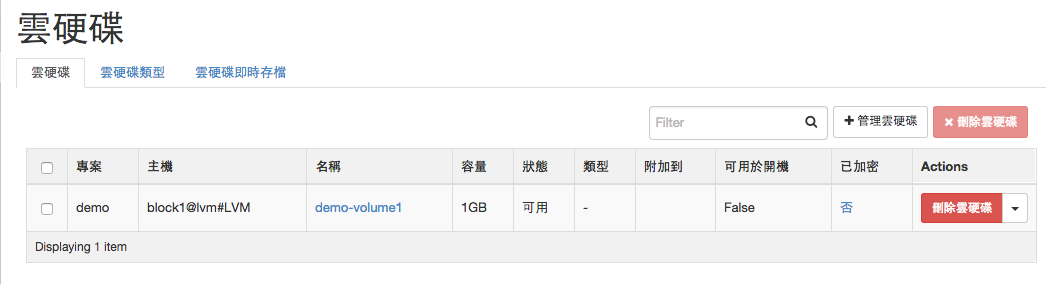 雲硬碟
雲硬碟 雲硬碟類型 雲硬碟即時存檔
Filter 管理雲硬碟 刪除雲硬碟
專案 主機 名稱 容量 狀態 類型 附加到 可用於開機 已加密 Actions
demo block1@lvm#LVM demo-volume1 1GB 可用 - False 否 刪除雲硬碟
Displaying 1 item